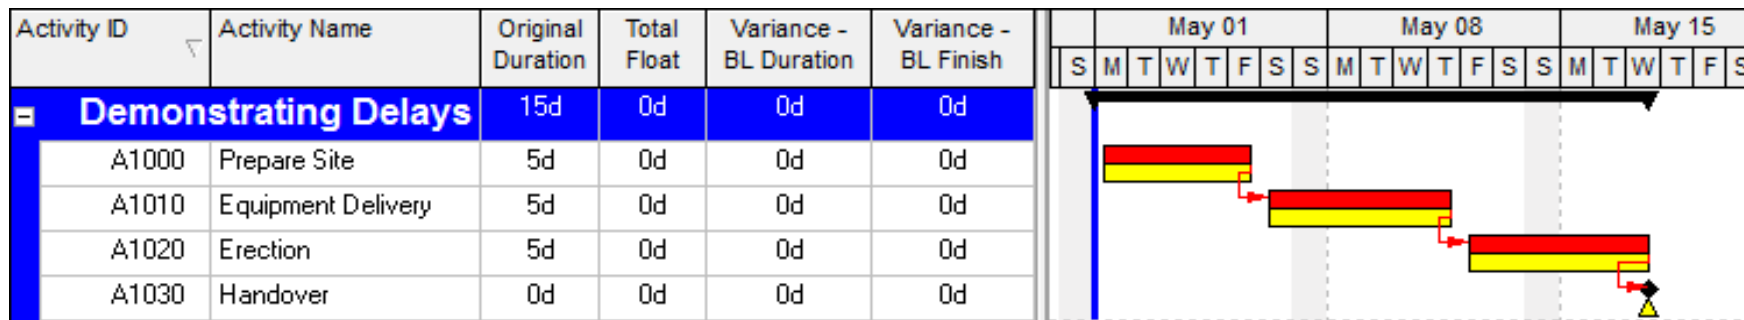 Activity ID Activity Name Original Duration Total Float Variance - BL Duration Variance - BL Finish May 01 May 08 May 15
S M T W T F S S M T W T F S S M T W T F S
Demonstrating Delays 15d 0d 0d 0d
A1000 Prepare Site 5d 0d 0d 0d
A1010 Equipment Delivery 5d 0d 0d 0d
A1020 Erection 5d 0d 0d 0d
A1030 Handover 0d 0d 0d 0d